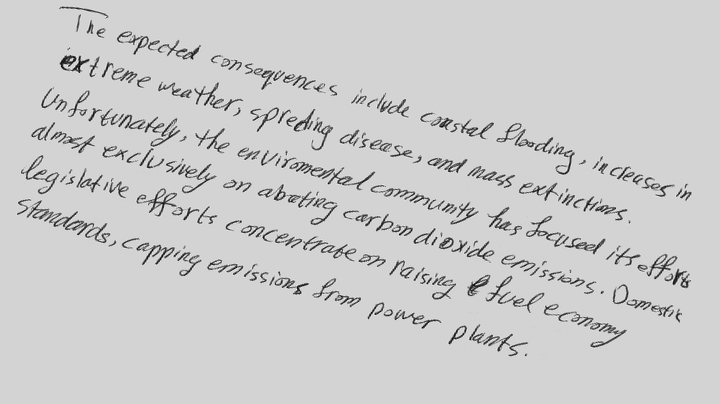 The expected consequences include coastal flooding, increases in
extreme weather, spreding disease, and mass extinctions.
Unfortunately, the enviromental community has focused its efforts
almost exclusively on abating carbon dioxide emissions. Domestic
legislative efforts concentrate on raising fuel economy
standards, capping emissions from power plants.